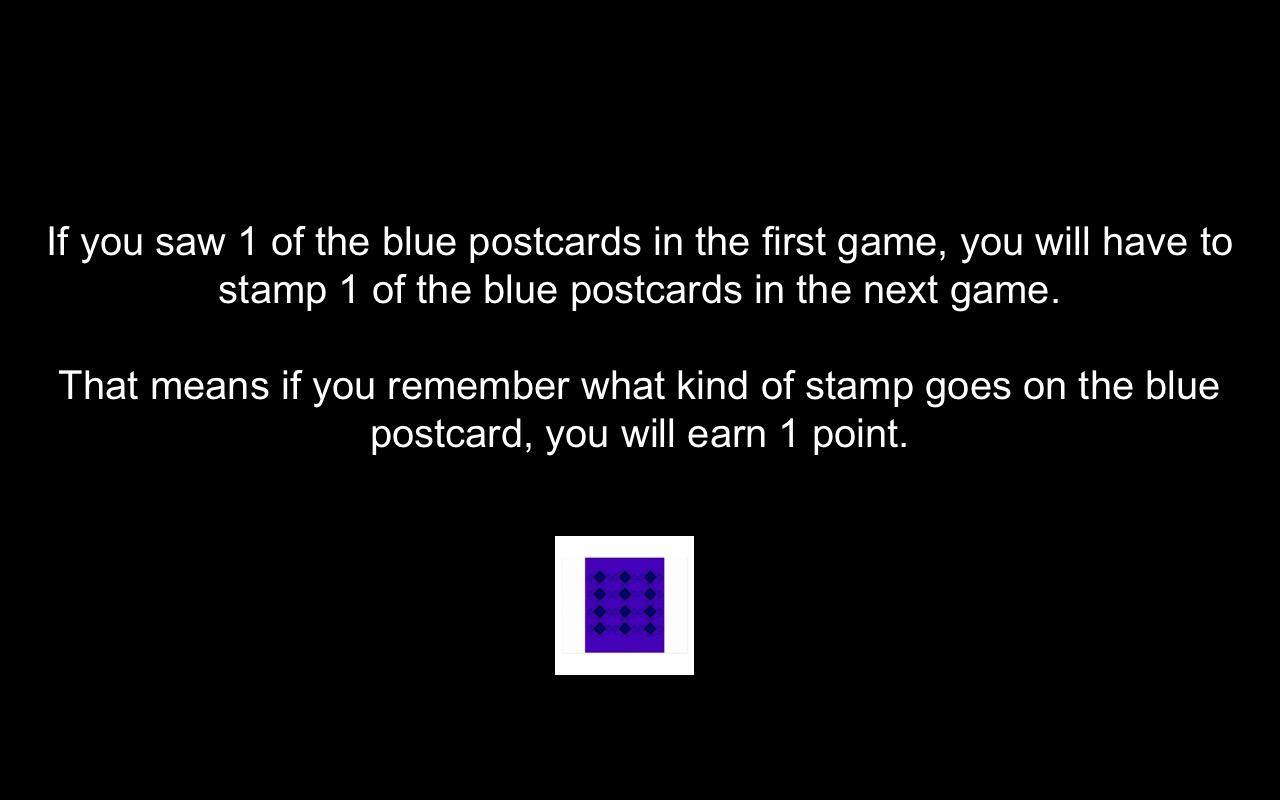 If you saw 1 of the blue postcards in the first game, you will have to
stamp 1 of the blue postcards in the next game.
That means if you remember what kind of stamp goes on the blue
postcard, you will earn 1 point.